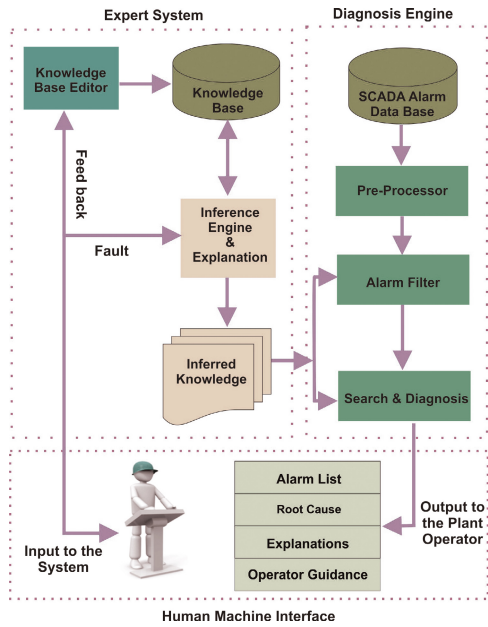 Expert System
Diagnosis Engine
Knowledge
Base Editor
Knowledge
Base
SCADA Alarm
Data Base
Feed back
Fault
Inference
Engine
&
Explanation
Pre-Processor
Alarm Filter
Inferred
Knowledge
Search & Diagnosis
Input to the
System
Alarm List
Root Cause
Explanations
Operator Guidance
Output to
the Plant
Operator
Human Machine Interface